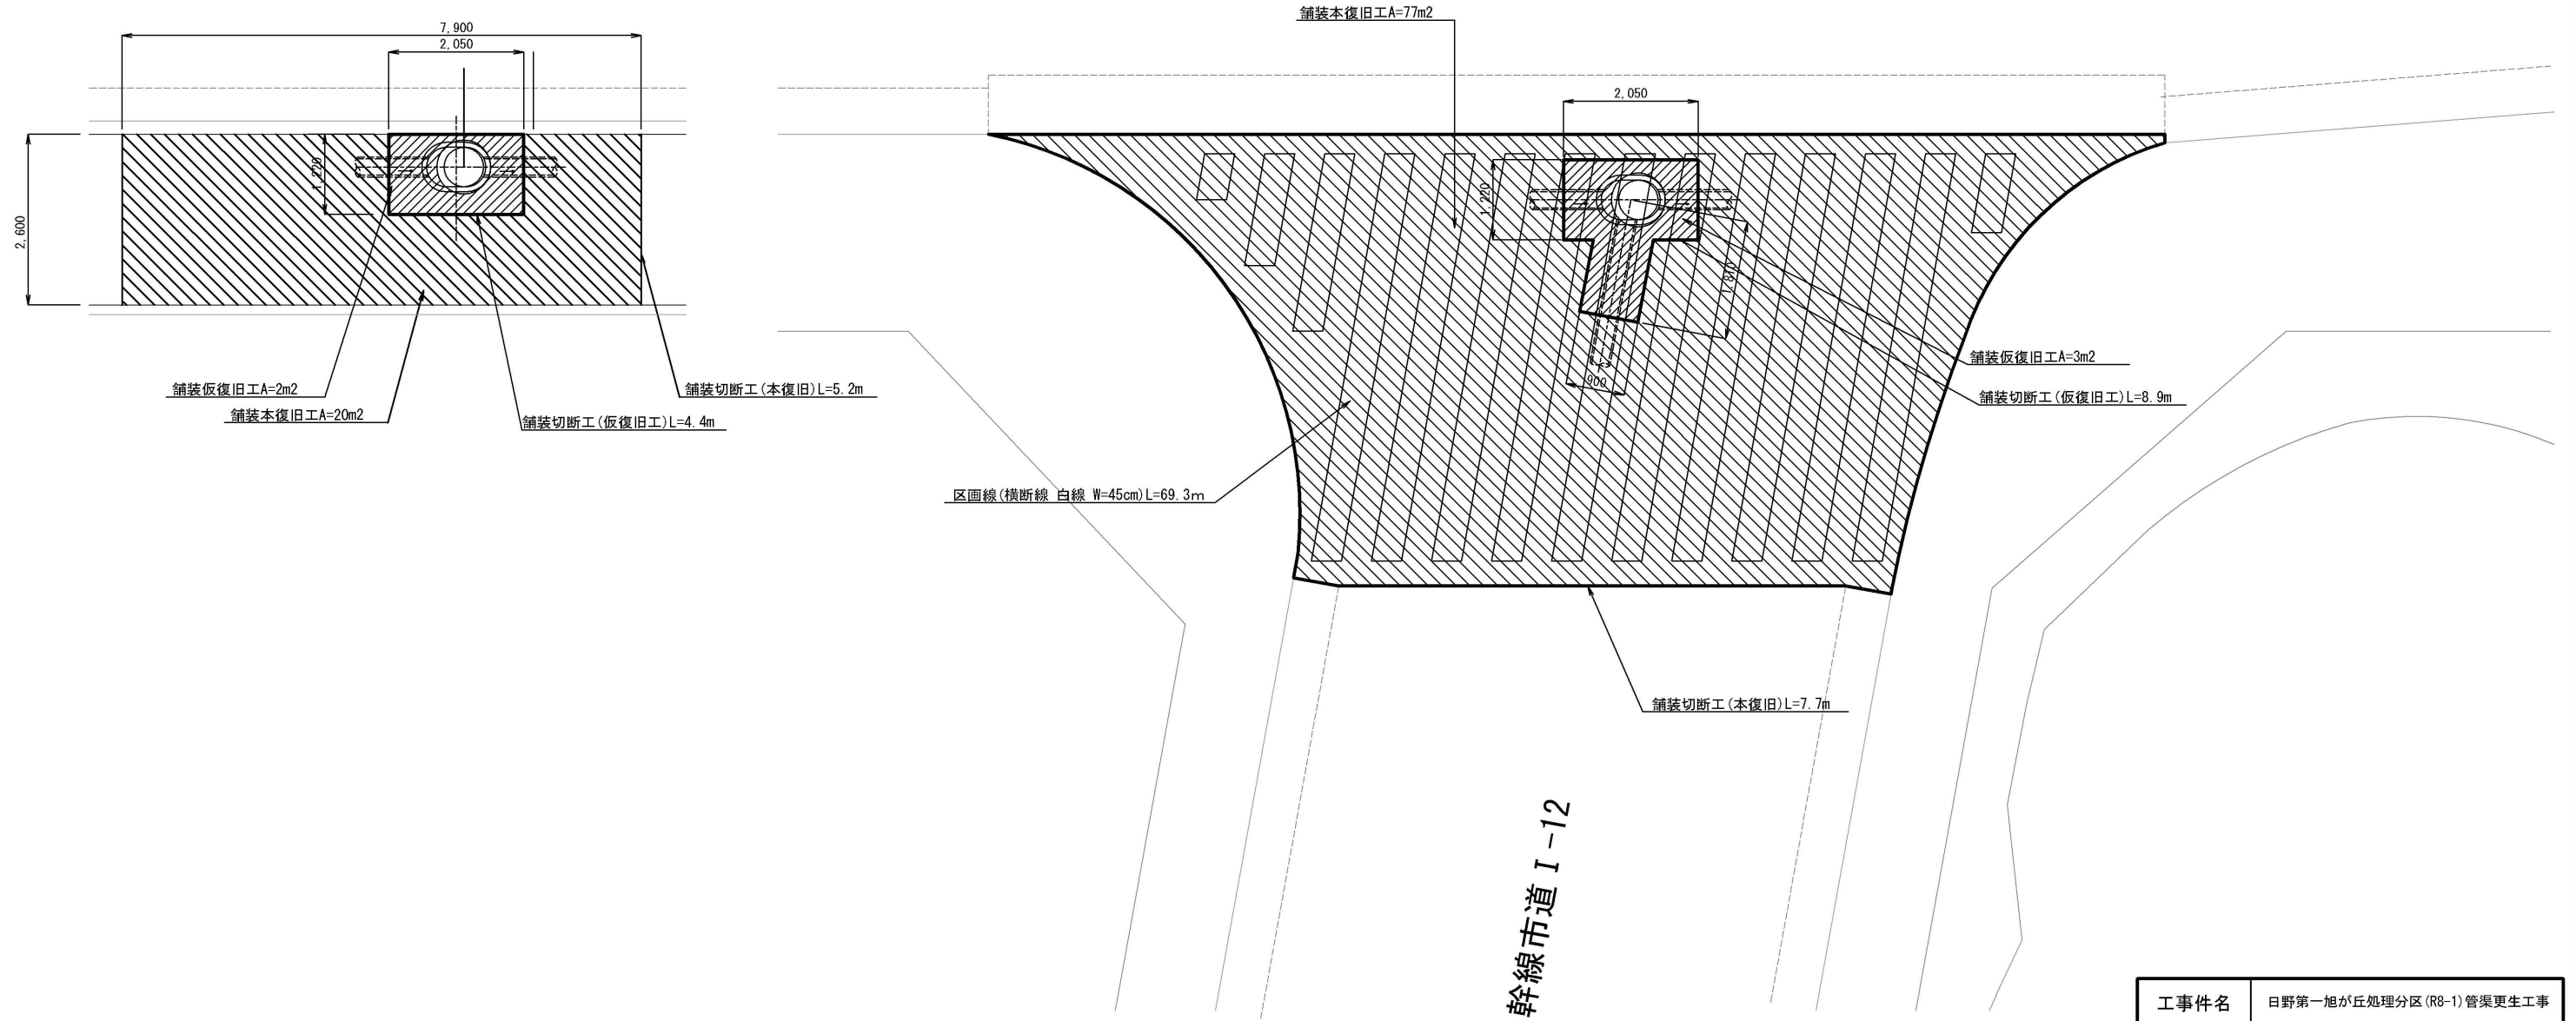 7,900
2,050
1,220
2,600
舗装仮復旧工A=2m2
舗装本復旧工A=20m2
舗装切断工(仮復旧工)L=4.4m
舗装切断工(本復旧)L=5.2m
舗装本復旧工A=77m2
2,050
1,220
1,810
900
舗装仮復旧工A=3m2
舗装切断工(仮復旧工)L=8.9m
区画線(横断線 白線 W=45cm)L=69.3m
舗装切断工(本復旧)L=7.7m
幹線市道Ⅰ-12
工事件名 日野第一旭が丘処理分区(R8-1)管渠更生工事